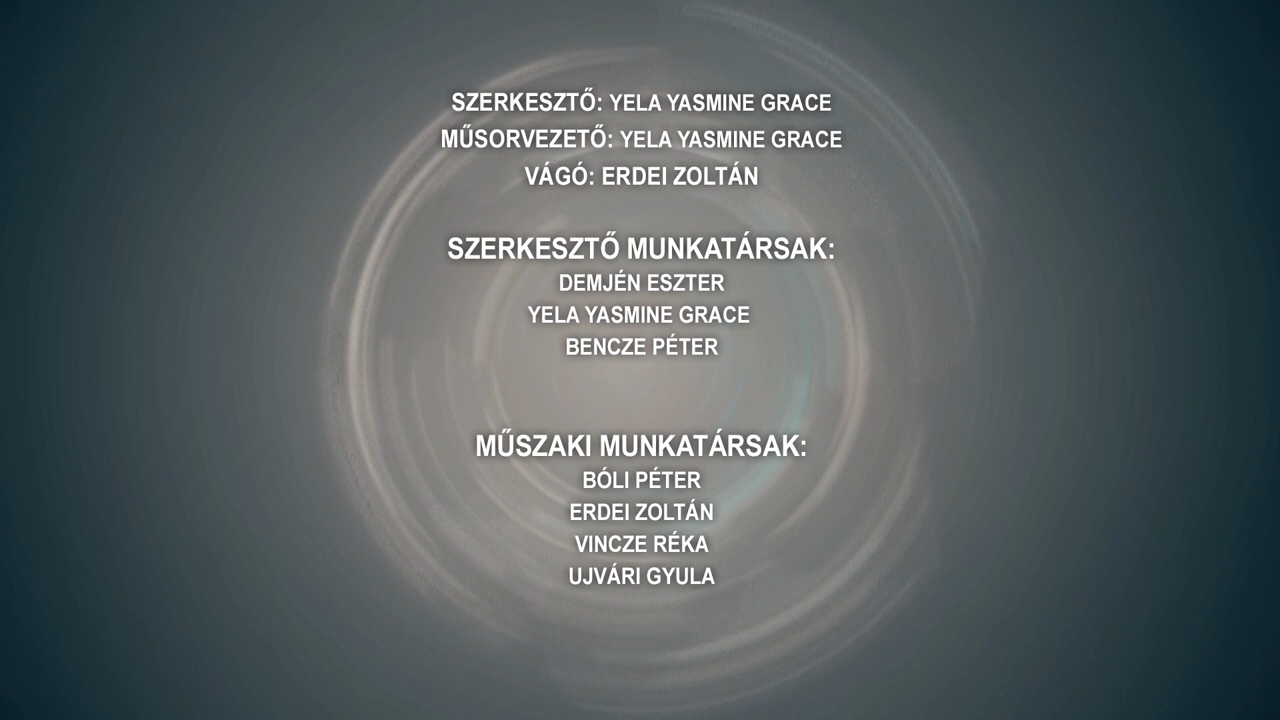 SZERKESZTŐ: YELA YASMINE GRACE
MŰSORVEZETŐ: YELA YASMINE GRACE
VÁGÓ: ERDEI ZOLTÁN
SZERKESZTŐ MUNKATÁRSAK:
DEMJÉN ESZTER
YELA YASMINE GRACE
BENCZE PÉTER
MŰSZAKI MUNKATÁRSAK:
BÓLI PÉTER
ERDEI ZOLTÁN
VINCZE RÉKA
UJVÁRI GYULA